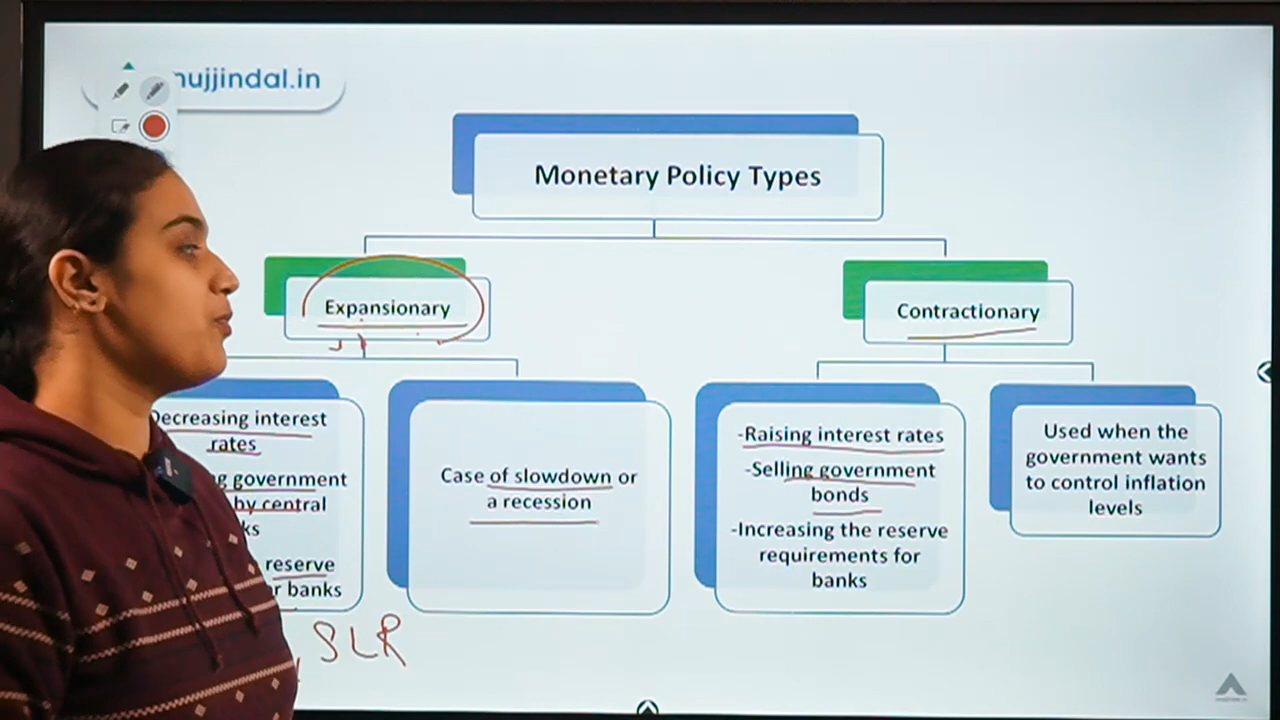 nujjindal.in
Monetary Policy Types
Expansionary
Contractionary
Decreasing interest
rates
g government
by central
ks
reserve
r banks
Case of slowdown or
a recession
-Raising interest rates
-Selling government
bonds
-Increasing the reserve
requirements for
banks
Used when the
government wants
to control inflation
levels
SLR